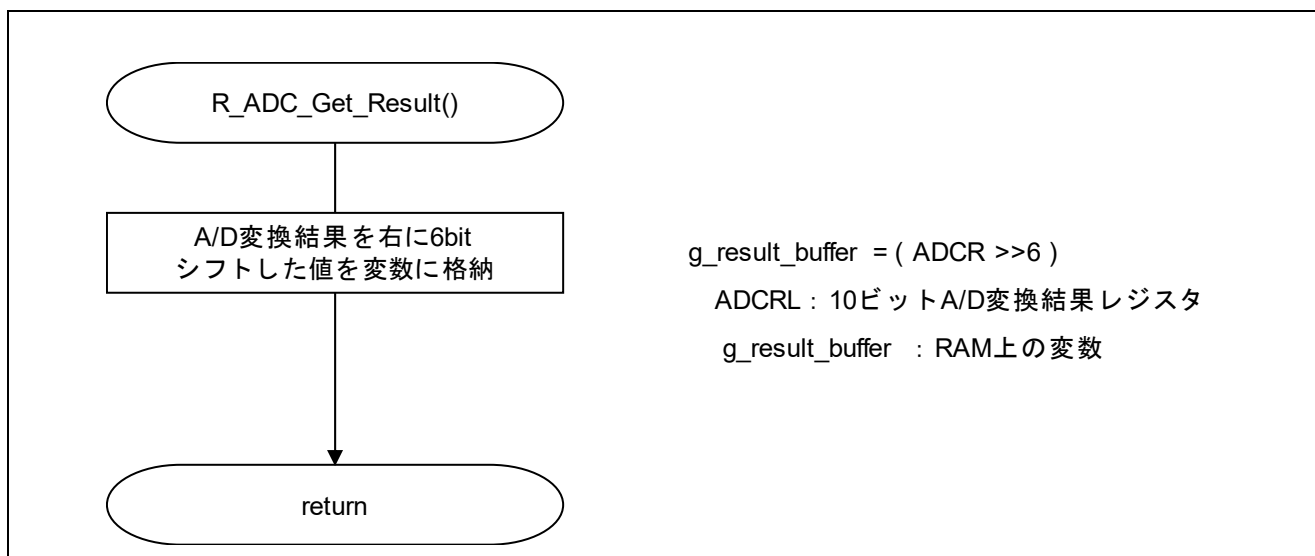 R_ADC_Get_Result()
A/D変換結果を右に6bit
シフトした値を変数に格納
g_result_buffer = ( ADCR >>6 )
ADCRL : 10ビットA/D変換結果レジスタ
g_result_buffer : RAM上の変数
return